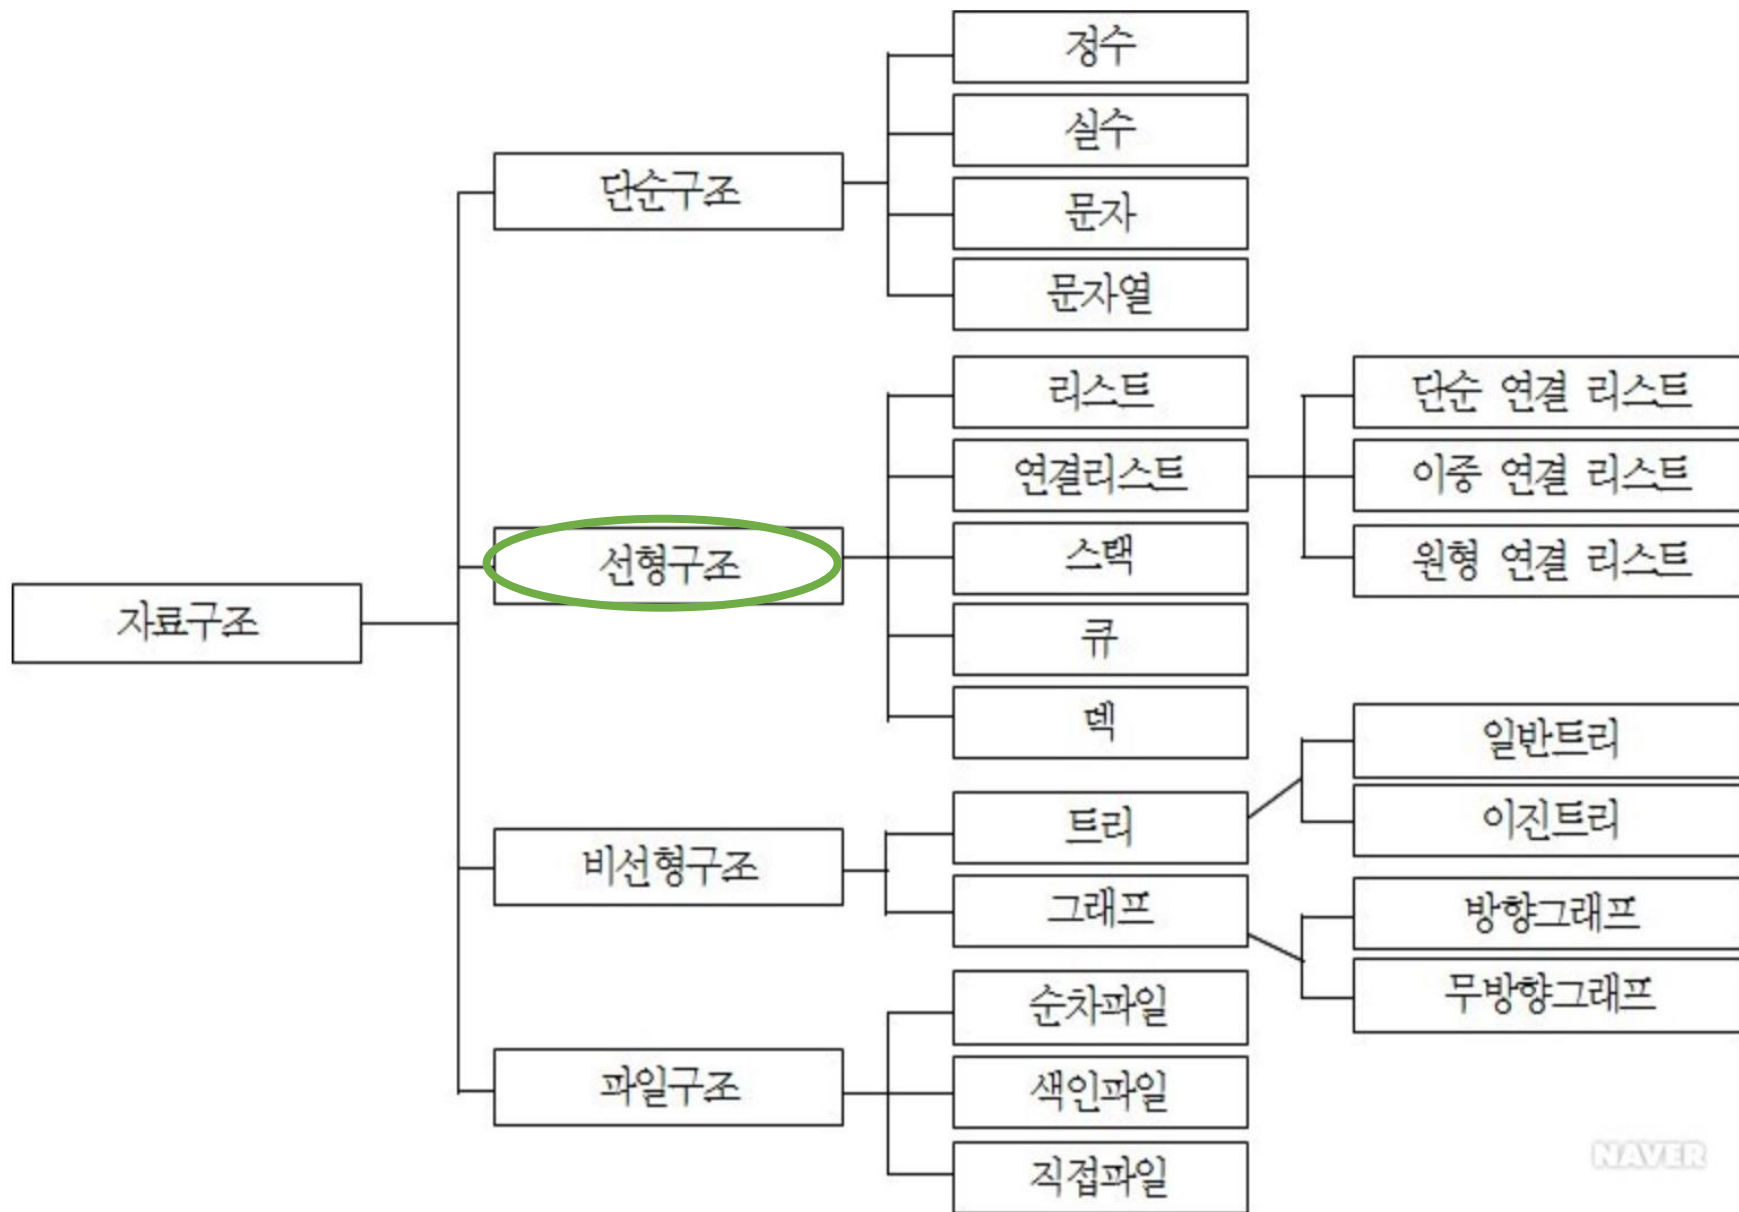 자료구조
단순구조
정수
실수
문자
문자열
선형구조
리스트
연결리스트
단순 연결 리스트
이중 연결 리스트
원형 연결 리스트
스택
큐
덱
비선형구조
트리
일반트리
이진트리
그래프
방향그래프
무방향그래프
파일구조
순차파일
색인파일
직접파일
NAVER